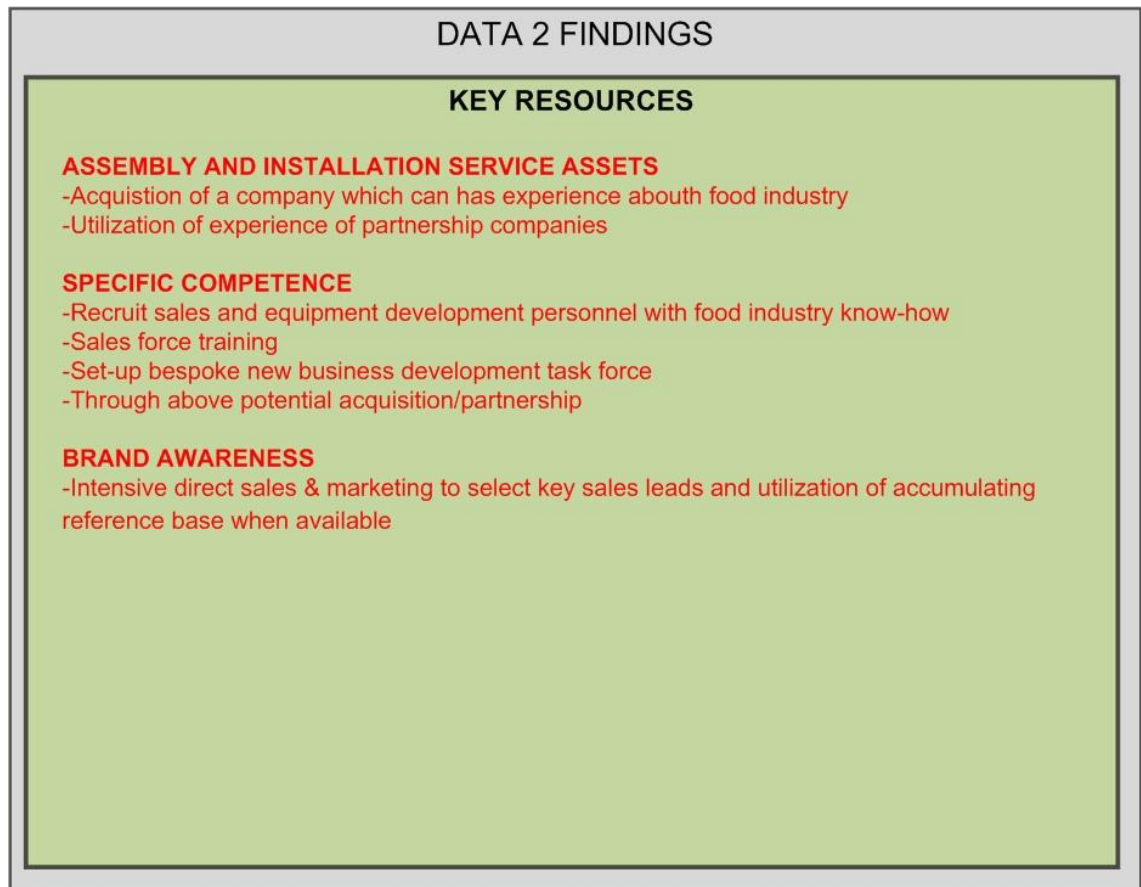 DATA 2 FINDINGS
KEY RESOURCES
ASSEMBLY AND INSTALLATION SERVICE ASSETS
-Acquistion of a company which can has experience abouth food industry
-Utilization of experience of partnership companies
SPECIFIC COMPETENCE
-Recruit sales and equipment development personnel with food industry know-how
-Sales force training
-Set-up bespoke new business development task force
-Through above potential acquisition/partnership
BRAND AWARENESS
-Intensive direct sales & marketing to select key sales leads and utilization of accumulating
reference base when available